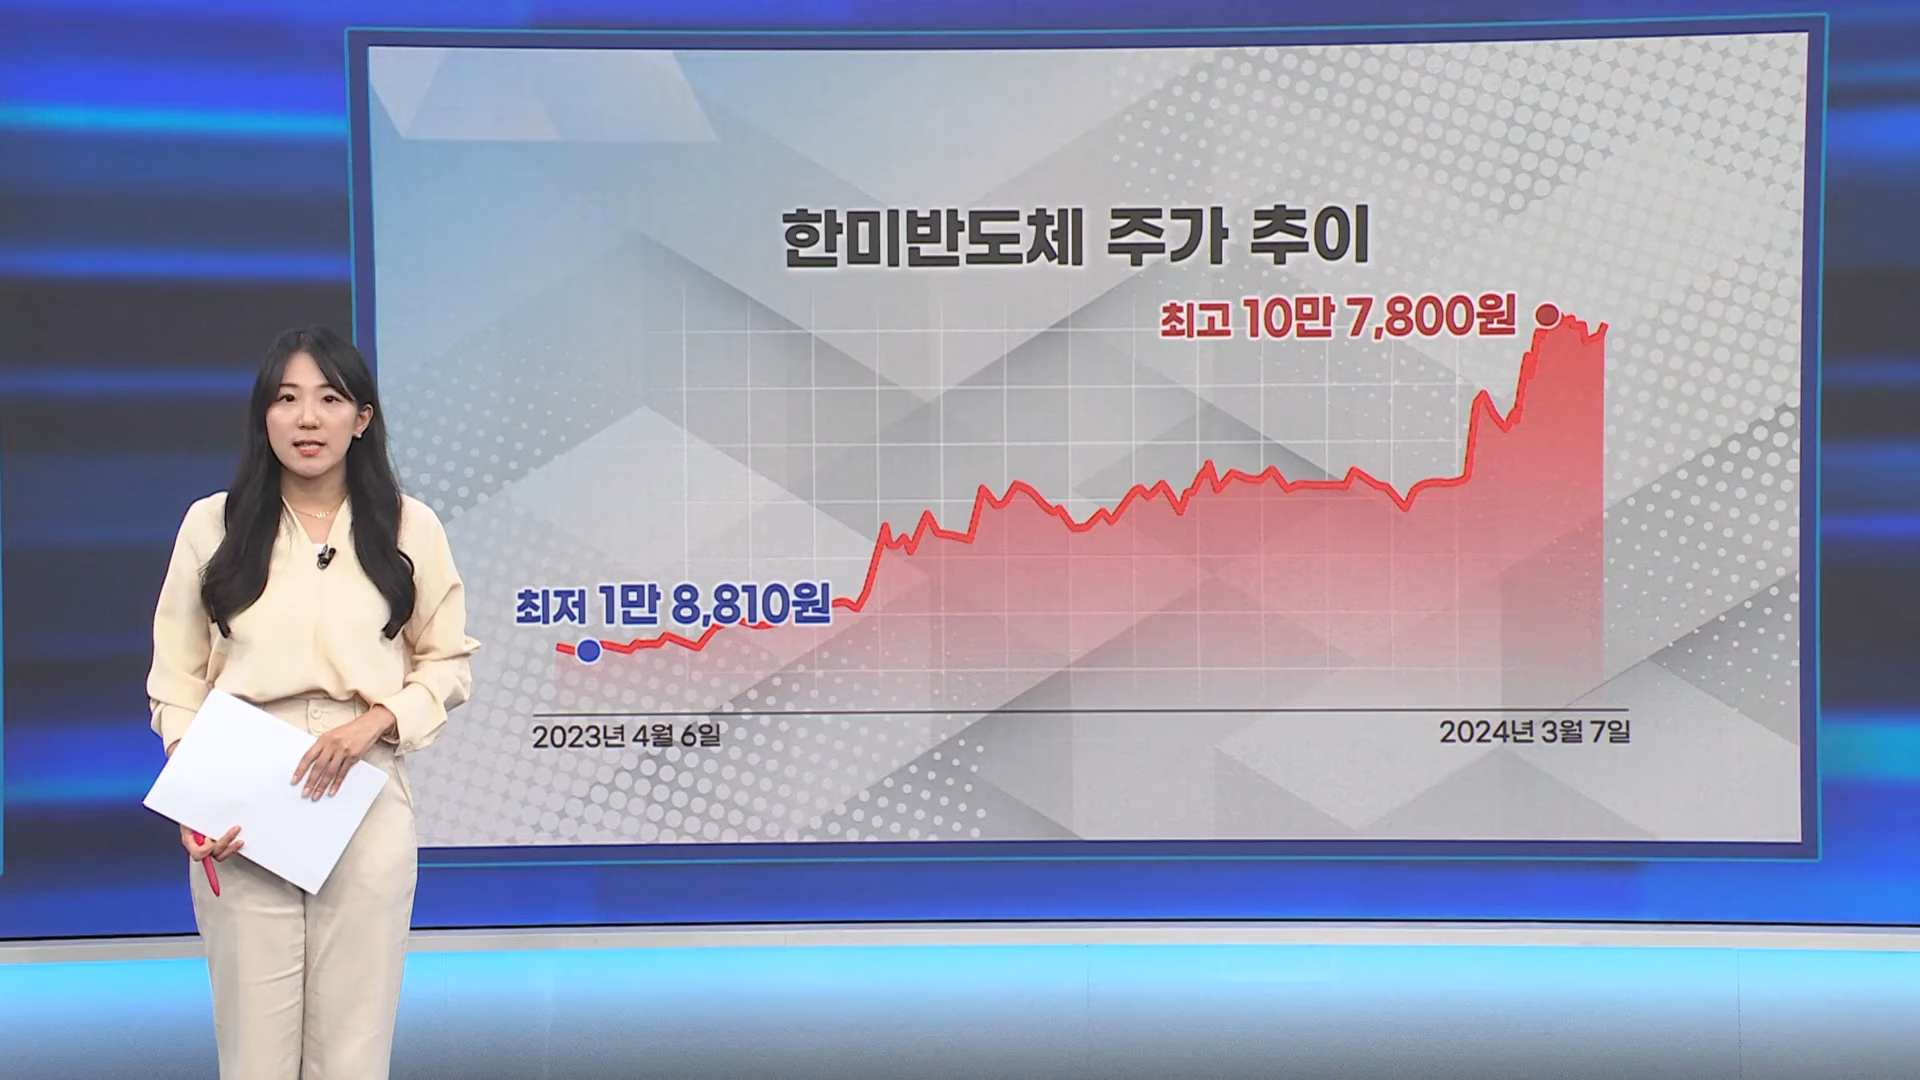 한미반도체 주가 추이
최고 10만 7,800원
최저 1만 8,810원
2023년 4월 6일
2024년 3월 7일